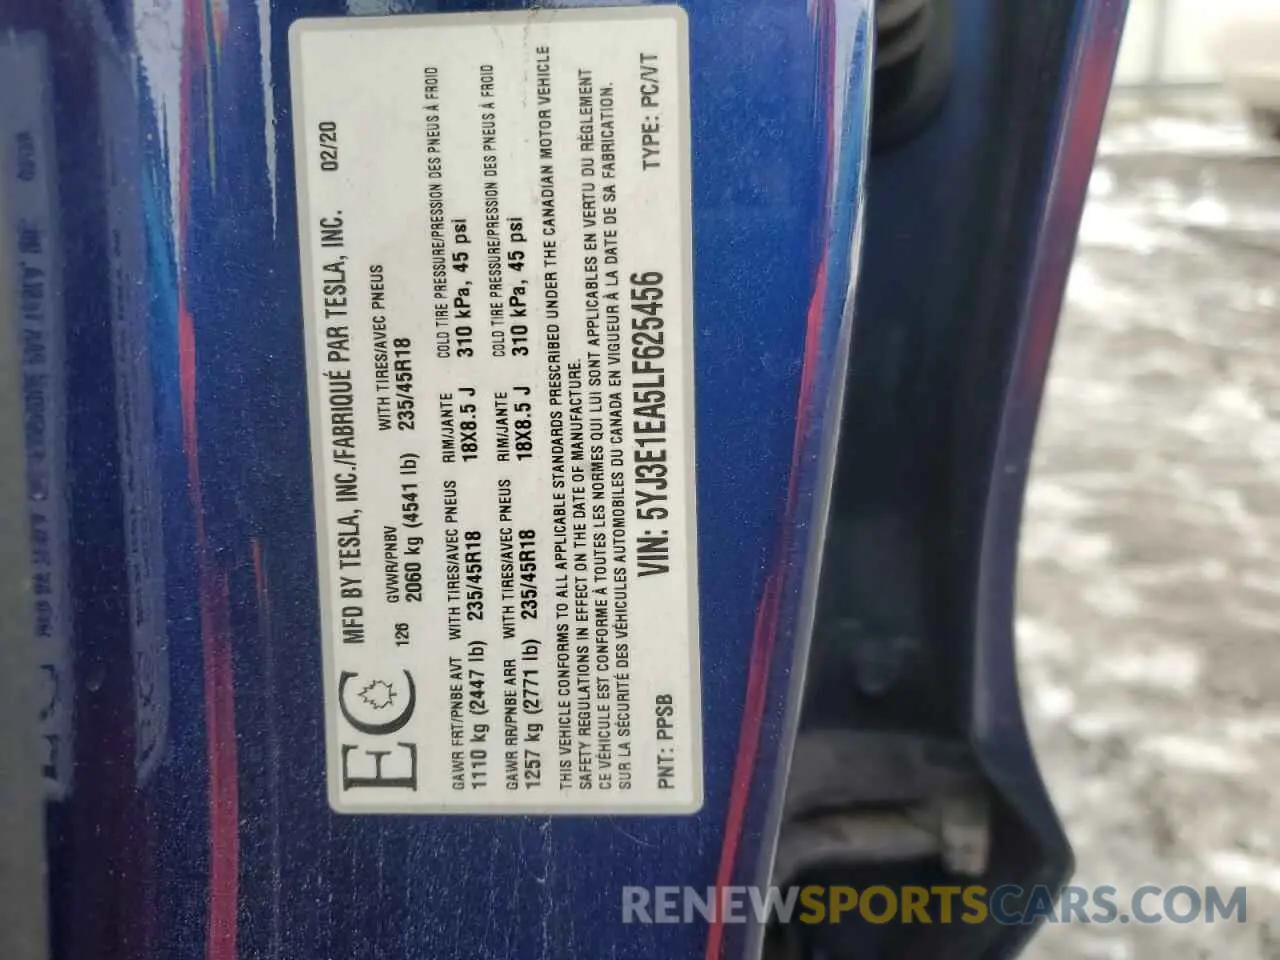 EC MFD BY TESLA, INC./FABRIQUÉ PAR TESLA, INC. 02/20
126 GVWR/PNBV WITH TIRES/AVEC PNEUS
2060 kg (4541 lb) 235/45R18
GAWR FRT/PNBE AVT WITH TIRES/AVEC PNEUS RIM/JANTE COLD TIRE PRESSURE/PRESSION DES PNEUS À FROID
1110 kg (2447 lb) 235/45R18 18X8.5 J 310 kPa, 45 psi
GAWR RR/PNBE ARR WITH TIRES/AVEC PNEUS RIM/JANTE COLD TIRE PRESSURE/PRESSION DES PNEUS À FROID
1257 kg (2771 lb) 235/45R18 18X8.5 J 310 kPa, 45 psi
THIS VEHICLE CONFORMS TO ALL APPLICABLE STANDARDS PRESCRIBED UNDER THE CANADIAN MOTOR VEHICLE
SAFETY REGULATIONS IN EFFECT ON THE DATE OF MANUFACTURE.
CE VÉHICULE EST CONFORME À TOUTES LES NORMES QUI LUI SONT APPLICABLES EN VERTU DU RÈGLEMENT
SUR LA SÉCURITÉ DES VÉHICULES AUTOMOBILES DU CANADA EN VIGUEUR À LA DATE DE SA FABRICATION.
PNT: PPSB VIN: 5YJ3E1EA5LF625456 TYPE: PC/VT
RENEWSPORTSCARS.COM